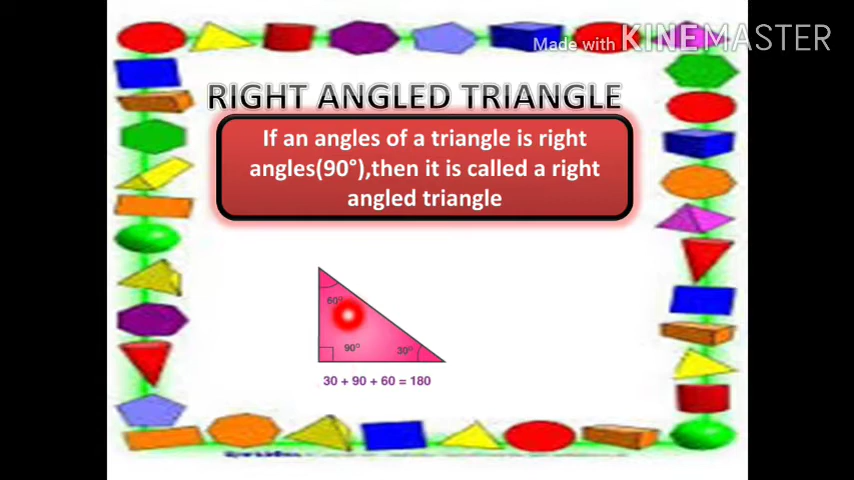 Made with KINEMASTER
RIGHT ANGLED TRIANGLE
If an angles of a triangle is right
angles(90°),then it is called a right
angled triangle
60°
90° 30°
30 + 90 + 60 = 180